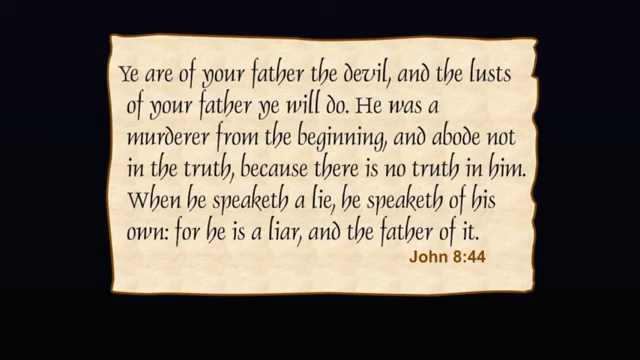 Ye are of your father the devil, and the lusts
of your father ye will do. He was a
murderer from the beginning, and abode not
in the truth, because there is no truth in him.
When he speaketh a lie, he speaketh of his
own: for he is a liar, and the father of it.
John 8:44